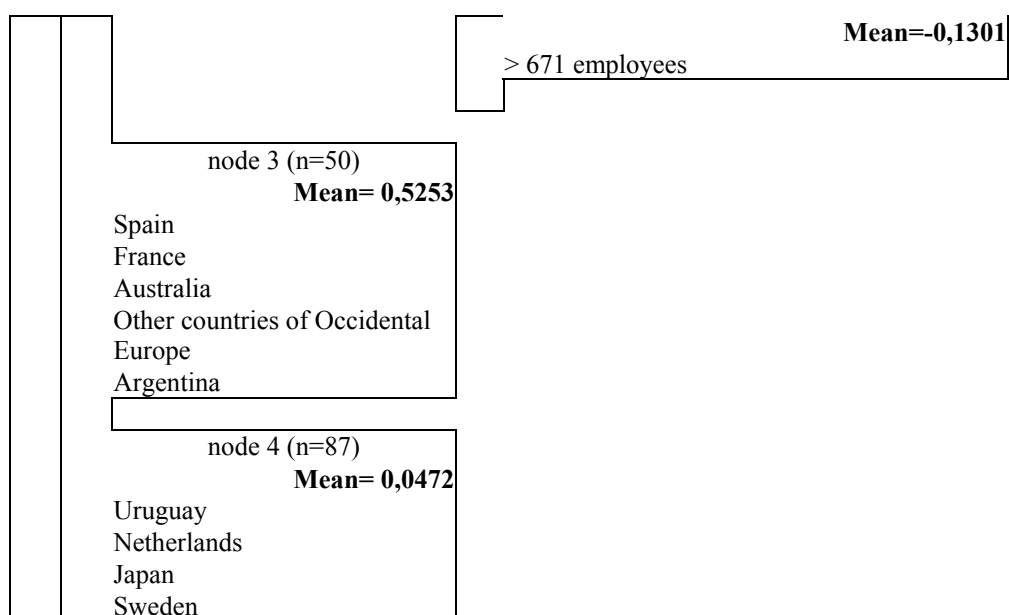 Mean=-0,1301
> 671 employees
node 3 (n=50)
Mean= 0,5253
Spain
France
Australia
Other countries of Occidental
Europe
Argentina
node 4 (n=87)
Mean= 0,0472
Uruguay
Netherlands
Japan
Sweden